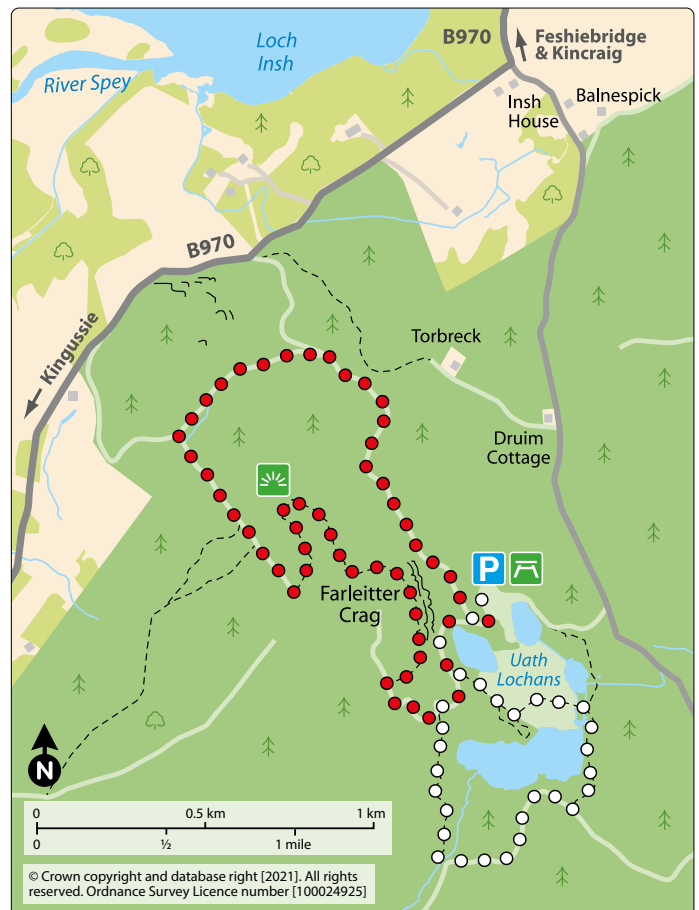 B970
Feshiebridge
& Kincraig
Loch
Insh
River Spey
Insh
House
Balnespick
B970
Kingussie
Torbreck
Druim
Cottage
P
Farleitter
Crag
Uath
Lochans
N
0 0.5 km 1 km
0 ½ 1 mile
© Crown copyright and database right [2021]. All rights
reserved. Ordnance Survey Licence number [100024925]